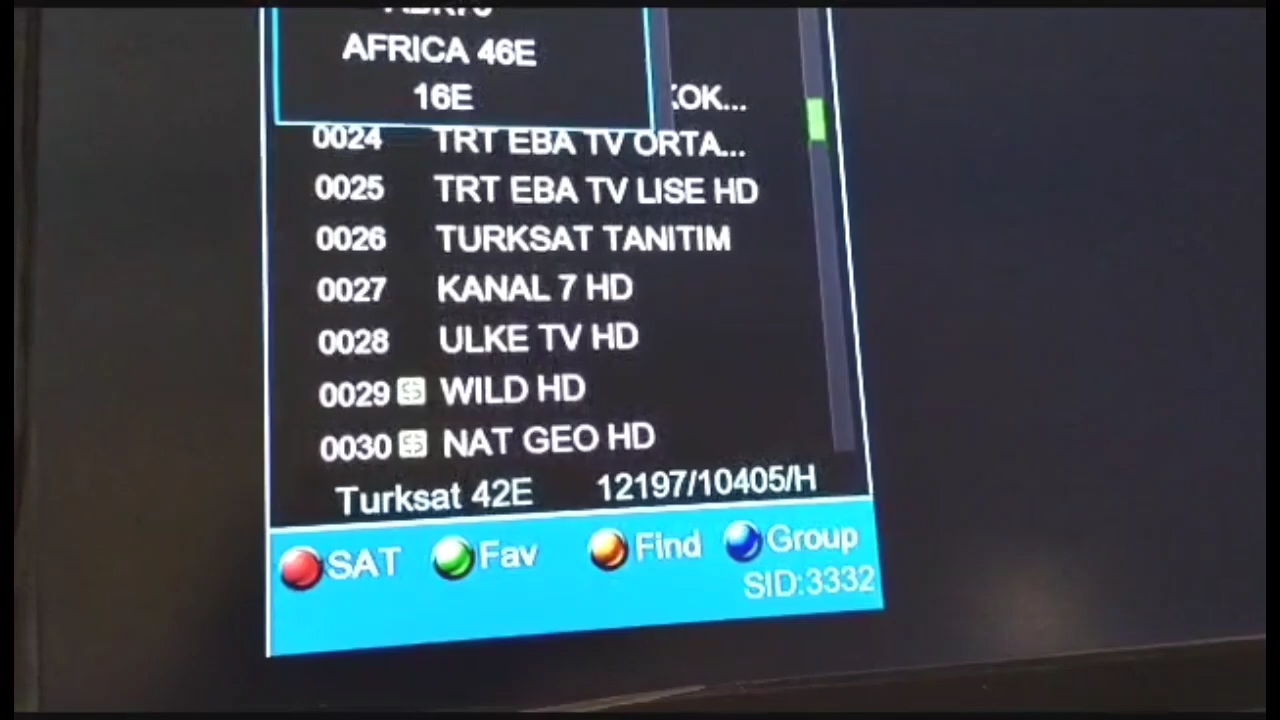 AFRICA 46E
16E
KOK...
0024 TRT EBA TV ORTA...
0025 TRT EBA TV LISE HD
0026 TURKSAT TANITIM
0027 KANAL 7 HD
0028 ULKE TV HD
0029 $ WILD HD
0030 $ NAT GEO HD
Turksat 42E 12197/10405/H
SAT Fav Find Group
SID:3332